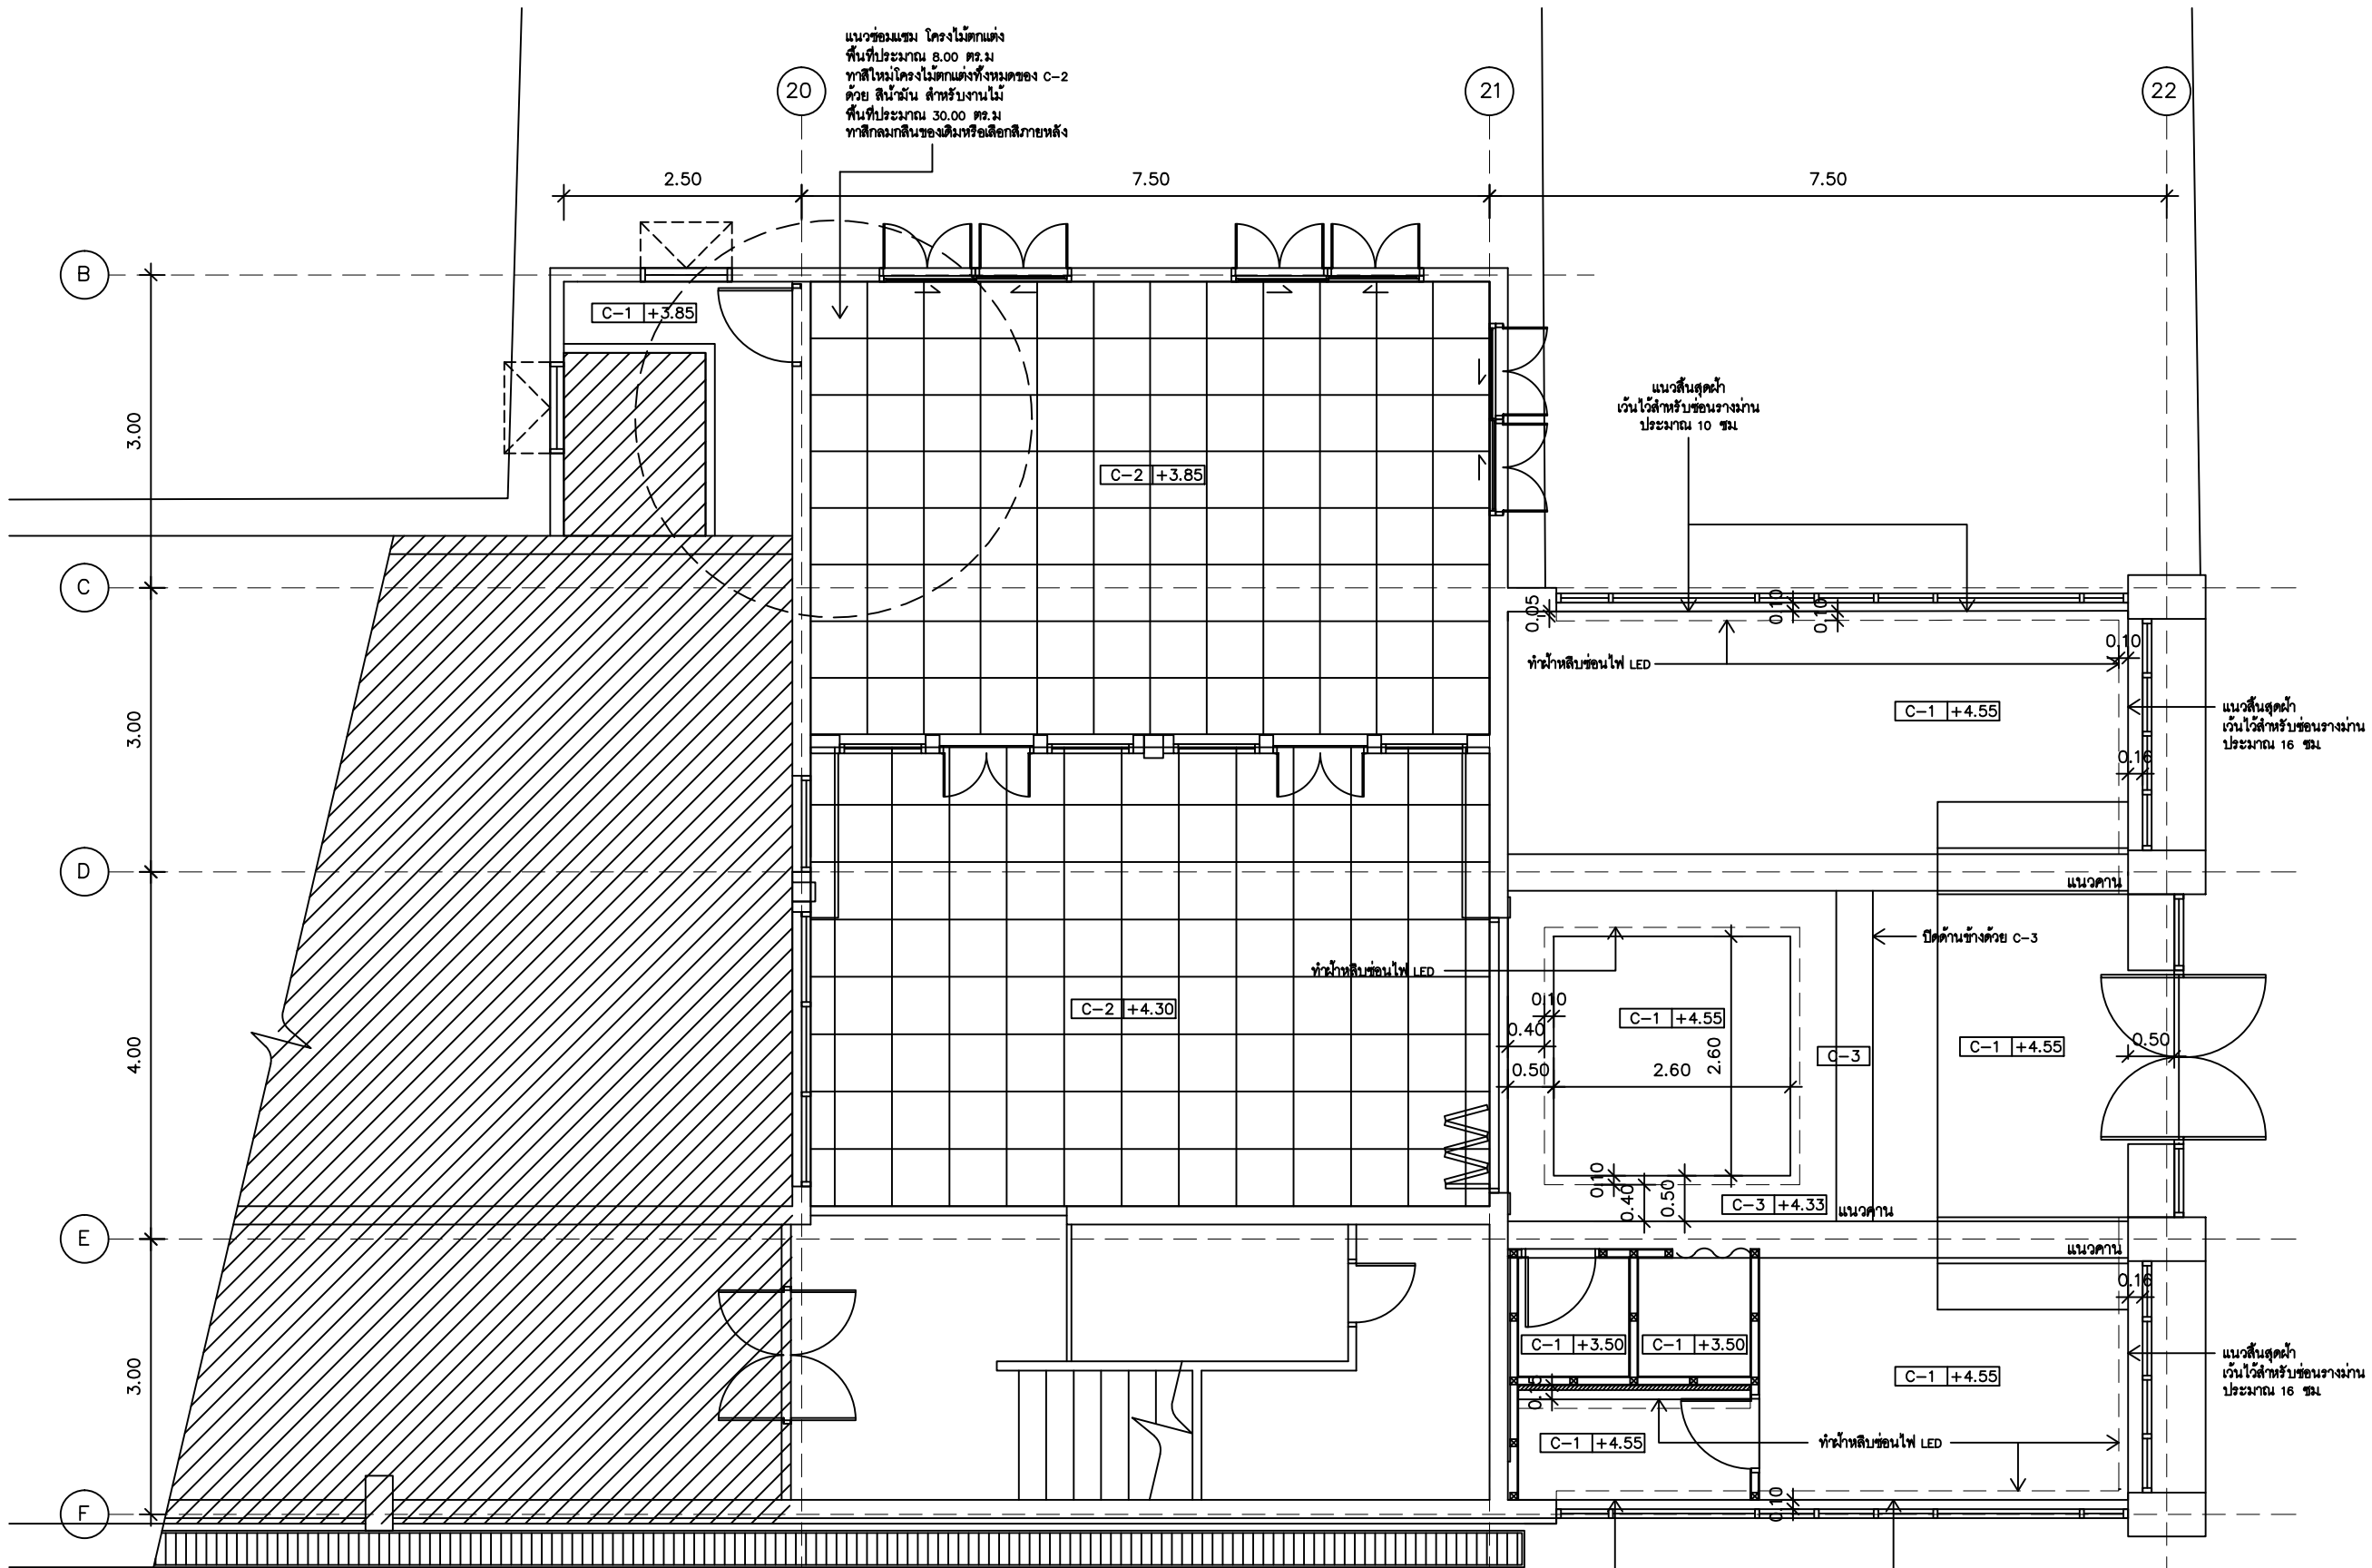 แนวซ่อมแซม โครงไม้ตกแต่ง
พื้นที่ประมาณ 8.00 ตร.ม
ทาสีใหม่โครงไม้ตกแต่งทั้งหมดของ C-2
ด้วย สีน้ำมัน สำหรับงานไม้
พื้นที่ประมาณ 30.00 ตร.ม
ทาสีกลมกลืนของเดิมหรือเลือกสีภายหลัง
20
21
22
2.50
7.50
7.50
B
C-1 +3.85
3.00
แนวสิ้นสุดฝ้า
เว้นไว้สำหรับซ่อนรางม่าน
ประมาณ 10 ซม.
C-2 +3.85
C
0.05
0.10
0.10
0.10
ทำฝ้าหลืบซ่อนไฟ LED
3.00
C-1 +4.55
แนวสิ้นสุดฝ้า
เว้นไว้สำหรับซ่อนรางม่าน
ประมาณ 16 ซม.
0.16
D
แนวคาน
ปิดด้านข้างด้วย C-3
ทำฝ้าหลืบซ่อนไฟ LED
0.10
C-2 +4.30
C-1 +4.55
0.40
2.60
C-3
C-1 +4.55
0.50
4.00
0.50
2.60
0.10
0.40
0.50
C-3 +4.33
แนวคาน
E
แนวคาน
0.16
C-1 +3.50
C-1 +3.50
แนวสิ้นสุดฝ้า
เว้นไว้สำหรับซ่อนรางม่าน
ประมาณ 16 ซม.
3.00
C-1 +4.55
C-1 +4.55
ทำฝ้าหลืบซ่อนไฟ LED
0.10
F